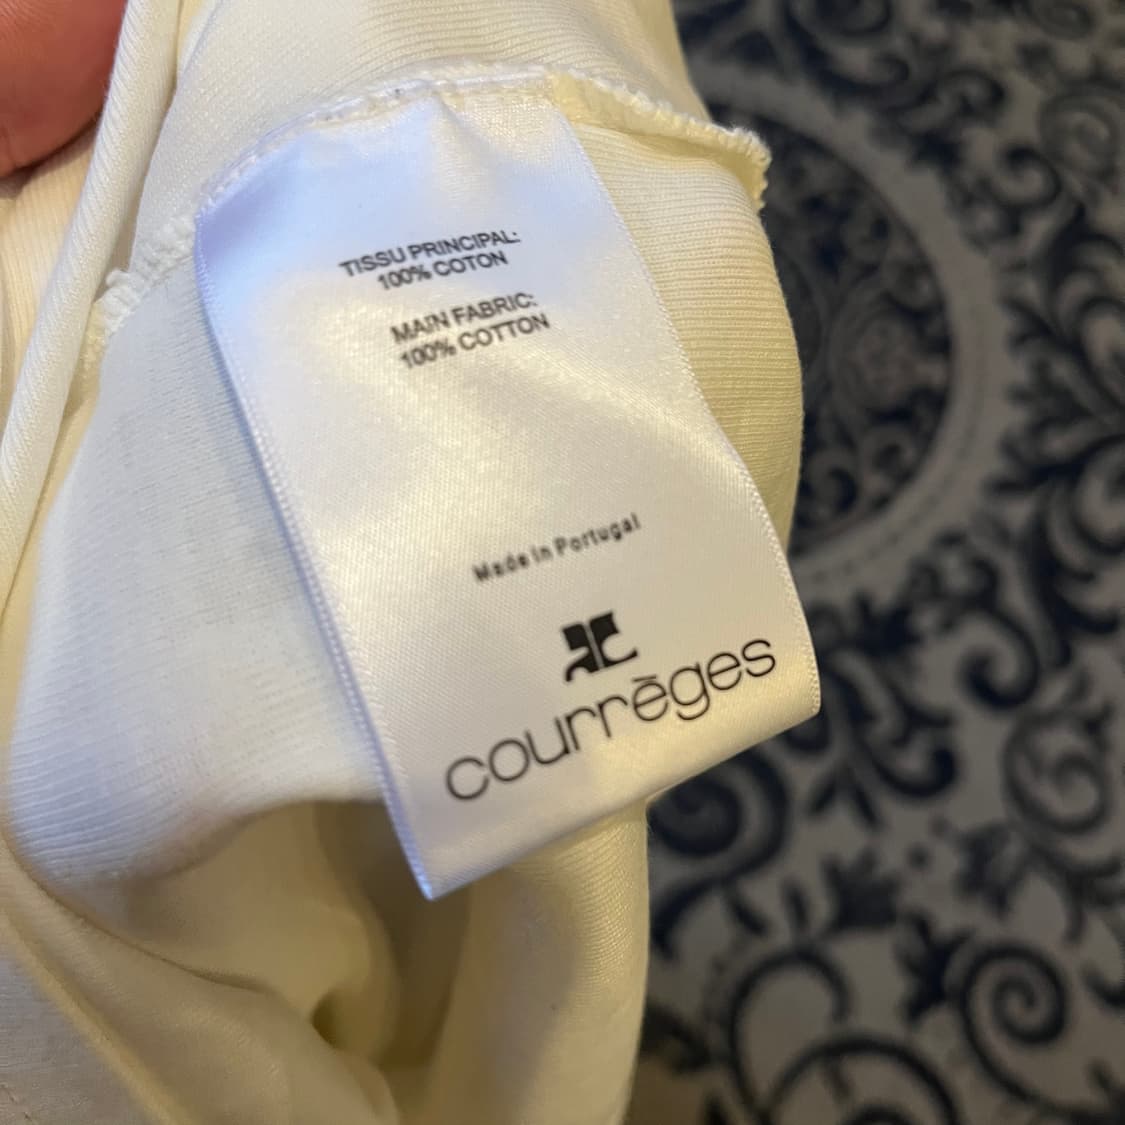 TISSU PRINCIPAL:
100% COTON
MAIN FABRIC:
100% COTTON
Made in Portugal
courrèges